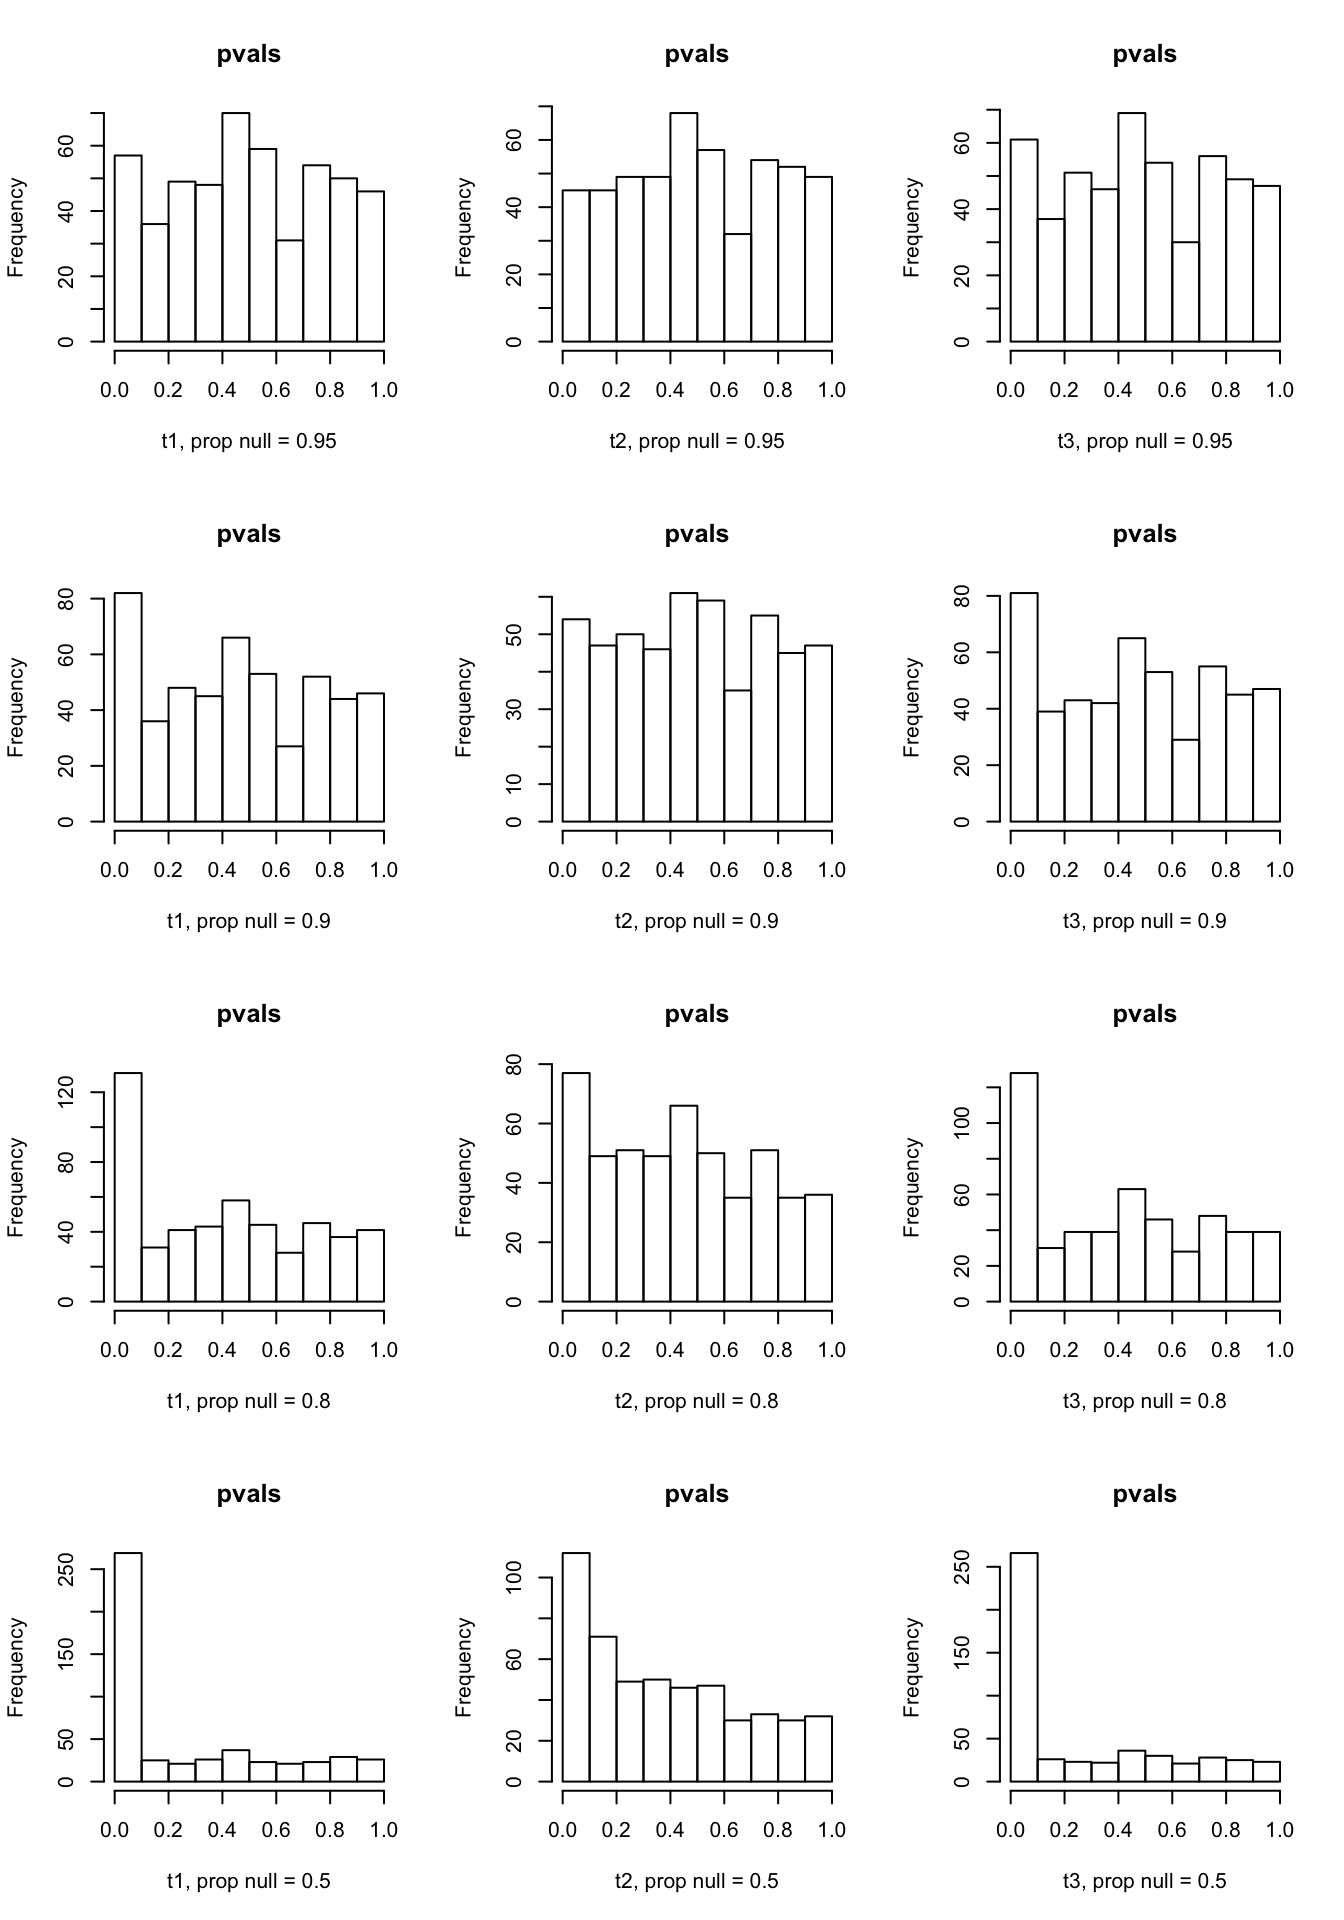 pvals pvals pvals
Frequency Frequency Frequency
60 60 60
40 40 40
20 20 20
0 0 0
0.0 0.2 0.4 0.6 0.8 1.0 0.0 0.2 0.4 0.6 0.8 1.0 0.0 0.2 0.4 0.6 0.8 1.0
t1, prop null = 0.95 t2, prop null = 0.95 t3, prop null = 0.95
pvals pvals pvals
Frequency Frequency Frequency
80 50 80
60 30 60
40 10 40
20 0 20
0 0
0.0 0.2 0.4 0.6 0.8 1.0 0.0 0.2 0.4 0.6 0.8 1.0 0.0 0.2 0.4 0.6 0.8 1.0
t1, prop null = 0.9 t2, prop null = 0.9 t3, prop null = 0.9
pvals pvals pvals
Frequency Frequency Frequency
120 80 100
80 60 60
40 40 20
0 20 0
0
0.0 0.2 0.4 0.6 0.8 1.0 0.0 0.2 0.4 0.6 0.8 1.0 0.0 0.2 0.4 0.6 0.8 1.0
t1, prop null = 0.8 t2, prop null = 0.8 t3, prop null = 0.8
pvals pvals pvals
Frequency Frequency Frequency
250 100 250
150 60 150
50 20 50
0 0 0
0.0 0.2 0.4 0.6 0.8 1.0 0.0 0.2 0.4 0.6 0.8 1.0 0.0 0.2 0.4 0.6 0.8 1.0
t1, prop null = 0.5 t2, prop null = 0.5 t3, prop null = 0.5